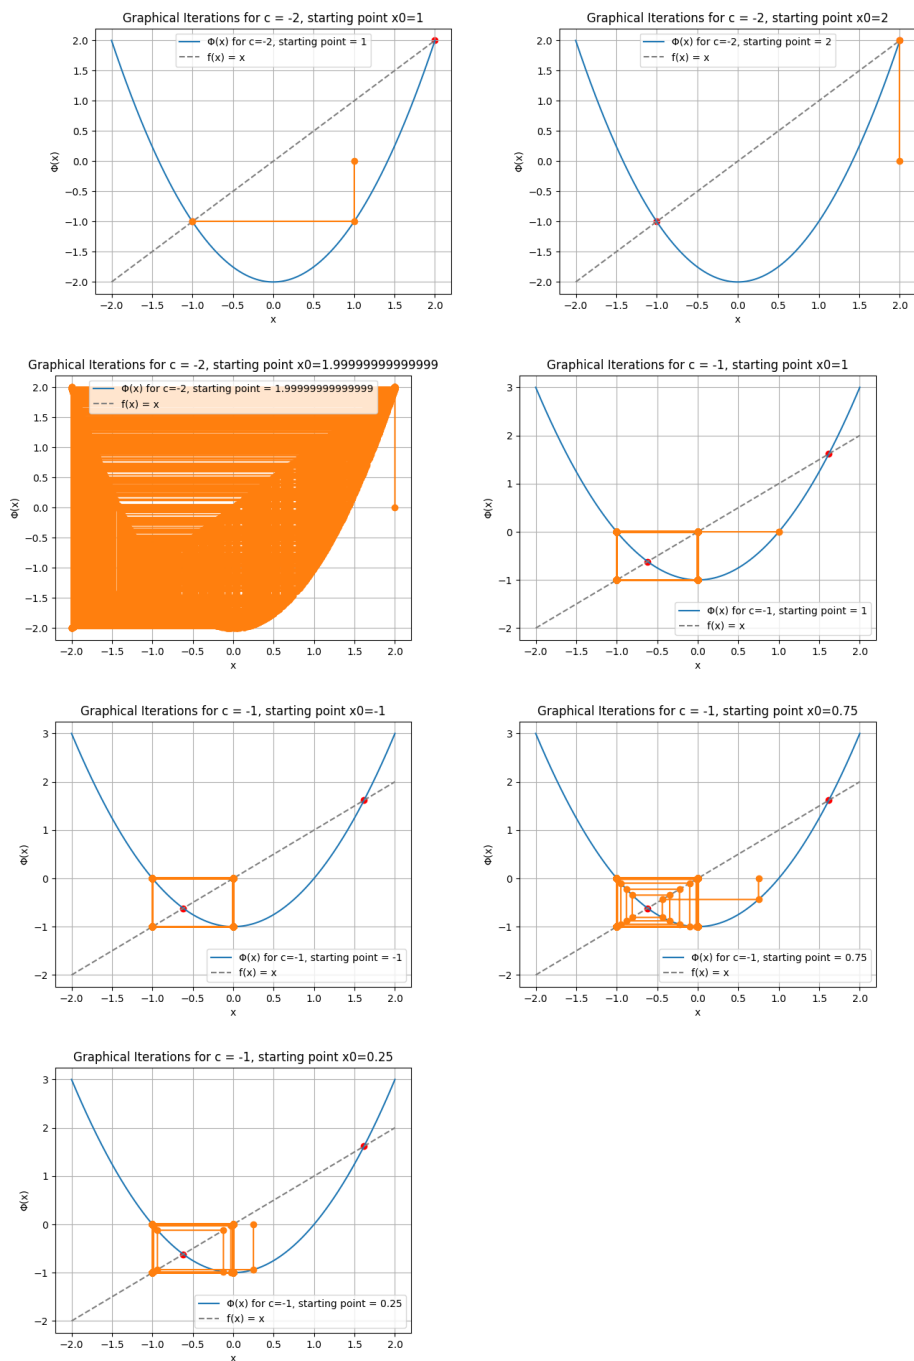 Graphical Iterations for c = -2, starting point x0=1
Φ(x) for c=-2, starting point = 1
f(x) = x
2.0
1.5
1.0
0.5
0.0
−0.5
−1.0
−1.5
−2.0
Φ(x)
−2.0 −1.5 −1.0 −0.5 0.0 0.5 1.0 1.5 2.0
x
Graphical Iterations for c = -2, starting point x0=2
Φ(x) for c=-2, starting point = 2
f(x) = x
2.0
1.5
1.0
0.5
0.0
−0.5
−1.0
−1.5
−2.0
Φ(x)
−2.0 −1.5 −1.0 −0.5 0.0 0.5 1.0 1.5 2.0
x
Graphical Iterations for c = -2, starting point x0=1.99999999999999
Φ(x) for c=-2, starting point = 1.99999999999999
f(x) = x
2.0
1.5
1.0
0.5
0.0
−0.5
−1.0
−1.5
−2.0
Φ(x)
−2.0 −1.5 −1.0 −0.5 0.0 0.5 1.0 1.5 2.0
x
Graphical Iterations for c = -1, starting point x0=1
3
2
1
0
−1
−2
Φ(x)
Φ(x) for c=-1, starting point = 1
f(x) = x
−2.0 −1.5 −1.0 −0.5 0.0 0.5 1.0 1.5 2.0
x
Graphical Iterations for c = -1, starting point x0=-1
3
2
1
0
−1
−2
Φ(x)
Φ(x) for c=-1, starting point = -1
f(x) = x
−2.0 −1.5 −1.0 −0.5 0.0 0.5 1.0 1.5 2.0
x
Graphical Iterations for c = -1, starting point x0=0.75
3
2
1
0
−1
−2
Φ(x)
Φ(x) for c=-1, starting point = 0.75
f(x) = x
−2.0 −1.5 −1.0 −0.5 0.0 0.5 1.0 1.5 2.0
x
Graphical Iterations for c = -1, starting point x0=0.25
3
2
1
0
−1
−2
Φ(x)
Φ(x) for c=-1, starting point = 0.25
f(x) = x
−2.0 −1.5 −1.0 −0.5 0.0 0.5 1.0 1.5 2.0
x